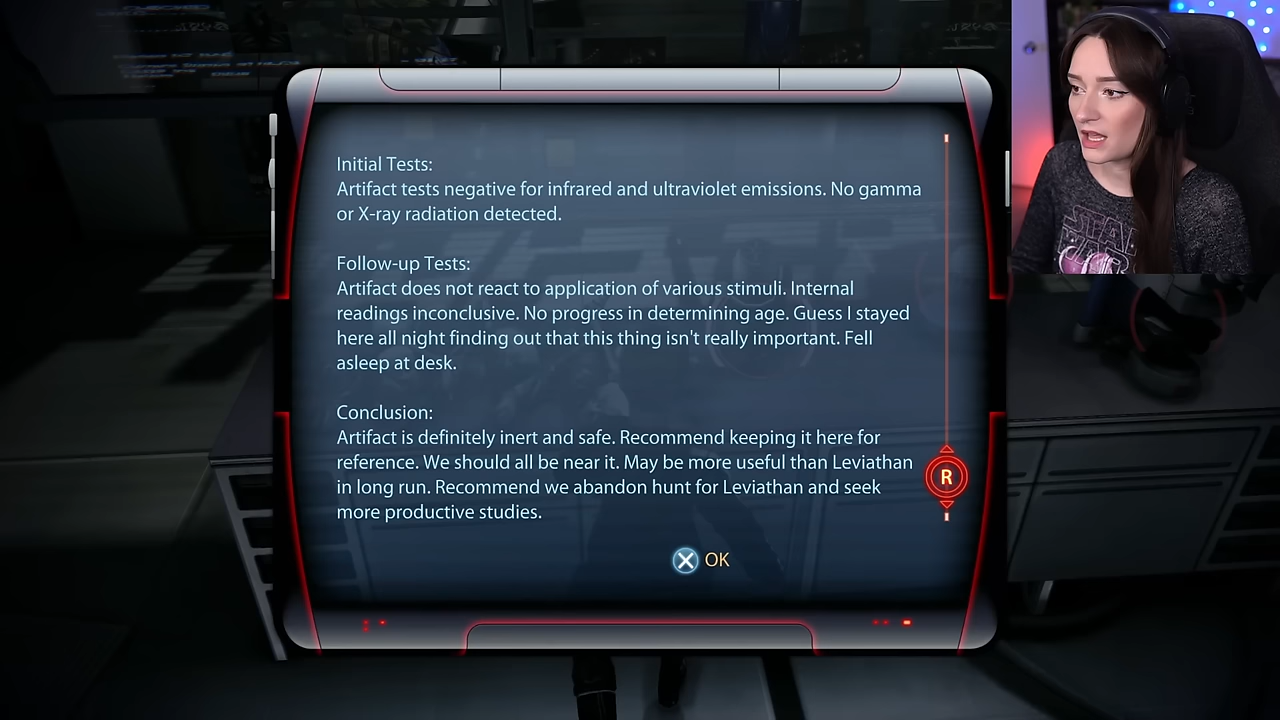 Initial Tests:
Artifact tests negative for infrared and ultraviolet emissions. No gamma
or X-ray radiation detected.
Follow-up Tests:
Artifact does not react to application of various stimuli. Internal
readings inconclusive. No progress in determining age. Guess I stayed
here all night finding out that this thing isn't really important. Fell
asleep at desk.
Conclusion:
Artifact is definitely inert and safe. Recommend keeping it here for
reference. We should all be near it. May be more useful than Leviathan
in long run. Recommend we abandon hunt for Leviathan and seek
more productive studies.
R
OK